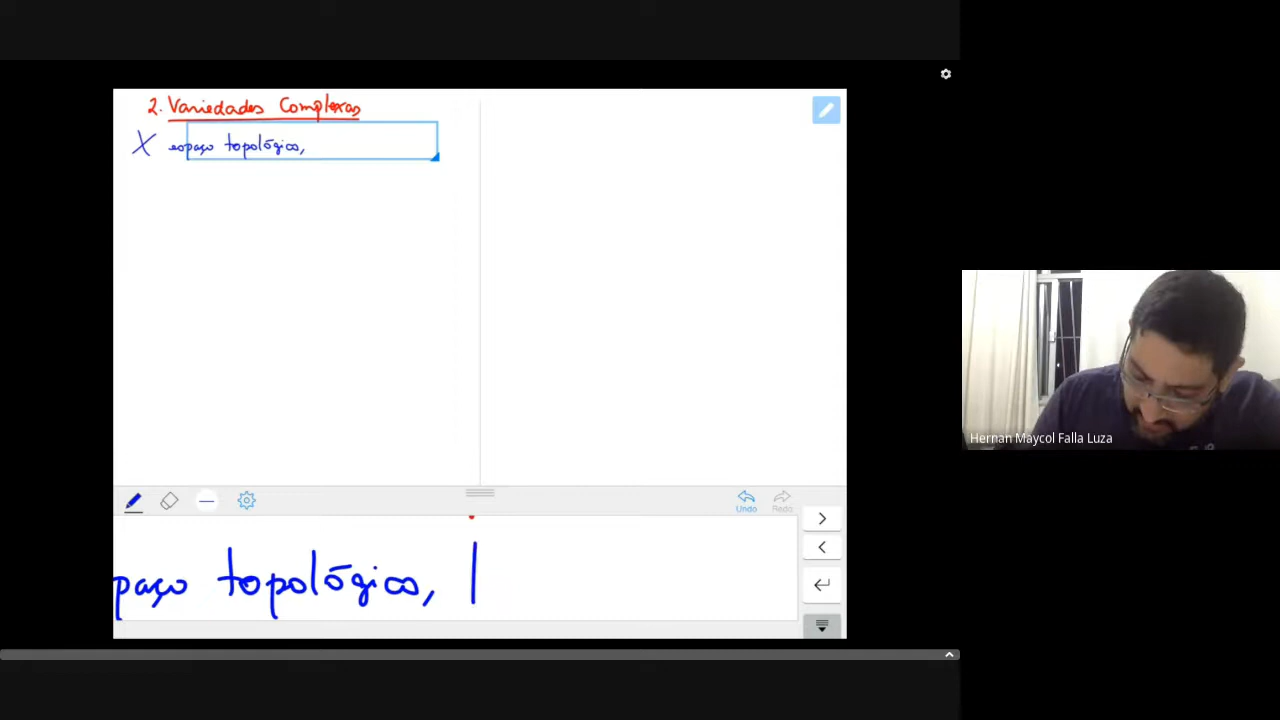 2. Variedades Complexas
X espaço topológico,
Undo
Redo
paço topológico, |
Hernan Maycol Falla Luza